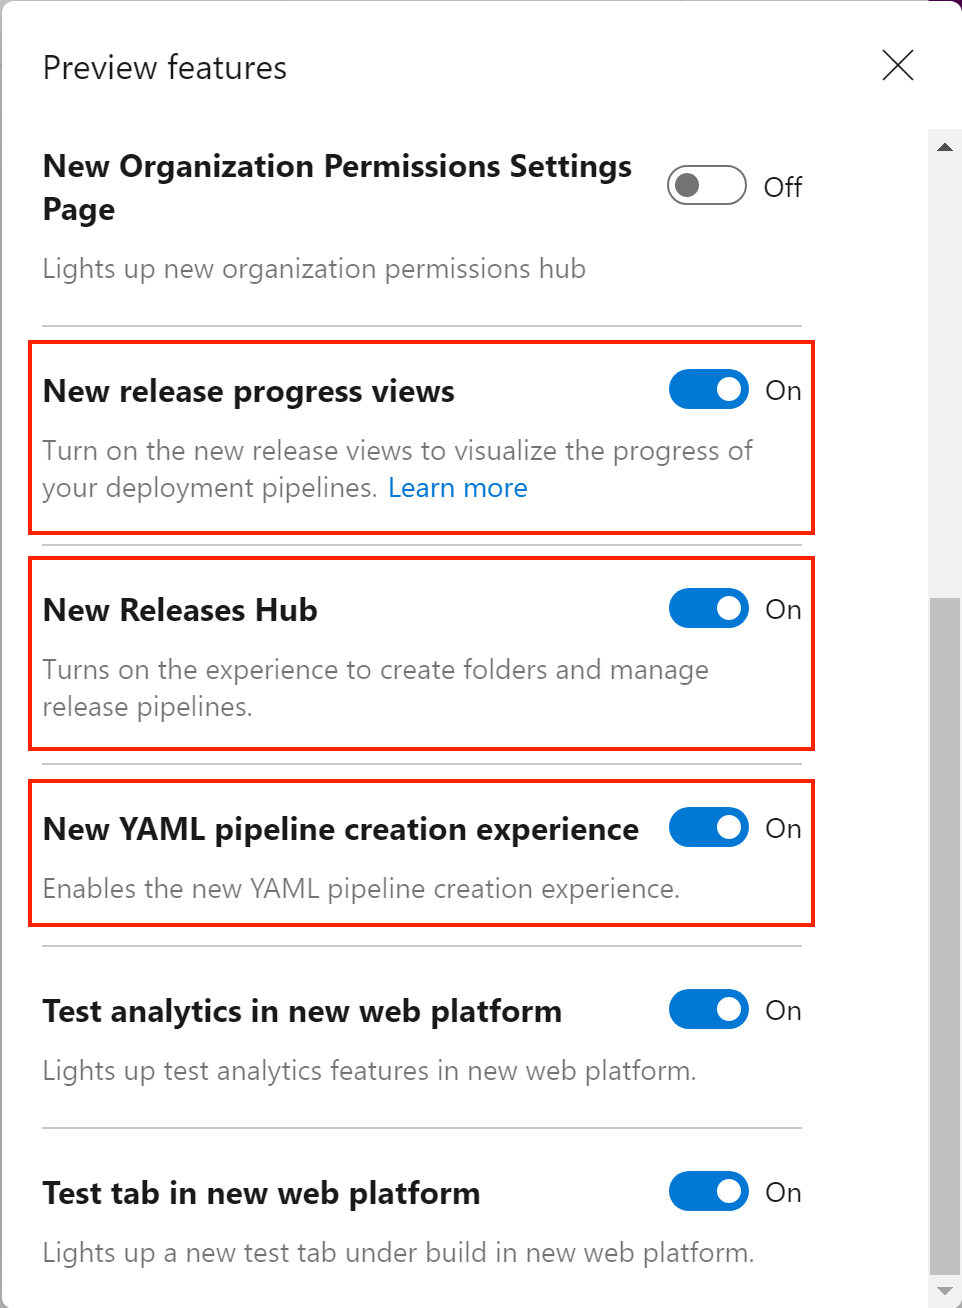 Preview features
New Organization Permissions Settings
Page
Off
Lights up new organization permissions hub
New release progress views
On
Turn on the new release views to visualize the progress of
your deployment pipelines. Learn more
New Releases Hub
On
Turns on the experience to create folders and manage
release pipelines.
New YAML pipeline creation experience
On
Enables the new YAML pipeline creation experience.
Test analytics in new web platform
On
Lights up test analytics features in new web platform.
Test tab in new web platform
On
Lights up a new test tab under build in new web platform.